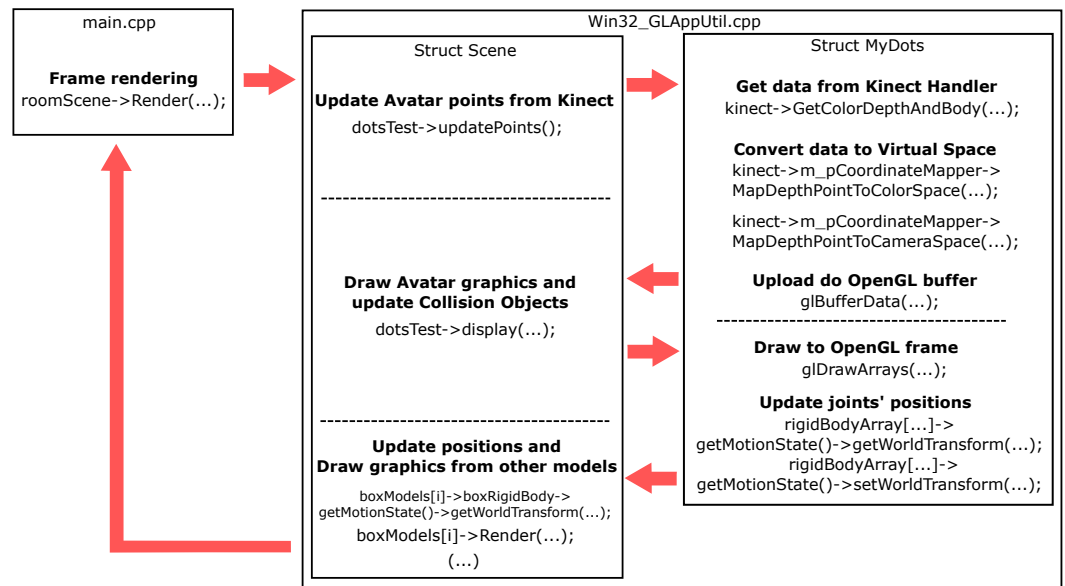 main.cpp
Frame rendering
roomScene->Render(...);
Win32_GLAppUtil.cpp
Struct Scene
Update Avatar points from Kinect
dotsTest->updatePoints();
Draw Avatar graphics and
update Collision Objects
dotsTest->display(...);
Update positions and
Draw graphics from other models
boxModels[i]->boxRigidBody->
getMotionState()->getWorldTransform(...);
boxModels[i]->Render(...);
(...)
Struct MyDots
Get data from Kinect Handler
kinect->GetColorDepthAndBody(...);
Convert data to Virtual Space
kinect->m_pCoordinateMapper->
MapDepthPointToColorSpace(...);
kinect->m_pCoordinateMapper->
MapDepthPointToCameraSpace(...);
Upload do OpenGL buffer
glBufferData(...);
Draw to OpenGL frame
glDrawArrays(...);
Update joints' positions
rigidBodyArray[...]->
getMotionState()->getWorldTransform(...);
rigidBodyArray[...]->
getMotionState()->setWorldTransform(...);